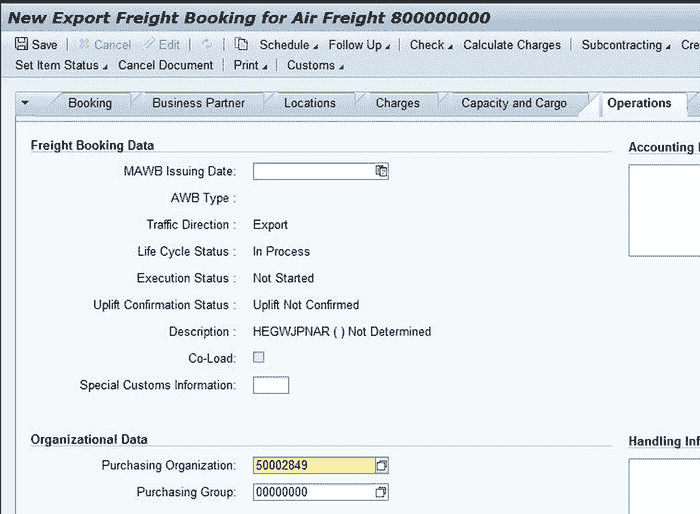 New Export Freight Booking for Air Freight 800000000
Save Cancel Edit Schedule Follow Up Check Calculate Charges Subcontracting Cre
Set Item Status Cancel Document Print Customs
Booking Business Partner Locations Charges Capacity and Cargo Operations
Freight Booking Data Accounting I
MAWB Issuing Date:
AWB Type :
Traffic Direction : Export
Life Cycle Status : In Process
Execution Status : Not Started
Uplift Confirmation Status : Uplift Not Confirmed
Description : HEGWJPNAR ( ) Not Determined
Co-Load:
Special Customs Information:
Organizational Data Handling Inf
Purchasing Organization: 50002849
Purchasing Group: 00000000